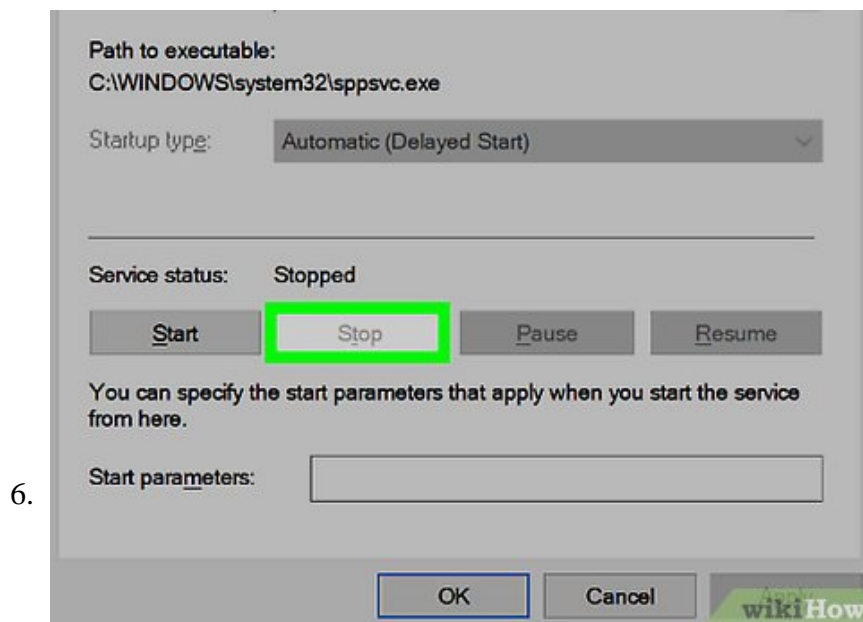 Path to executable:
C:\WINDOWS\system32\sppsvc.exe
Startup type: Automatic (Delayed Start)
Service status: Stopped
Start Stop Pause Resume
You can specify the start parameters that apply when you start the service
from here.
Start parameters:
6.
OK Cancel
wikiHow